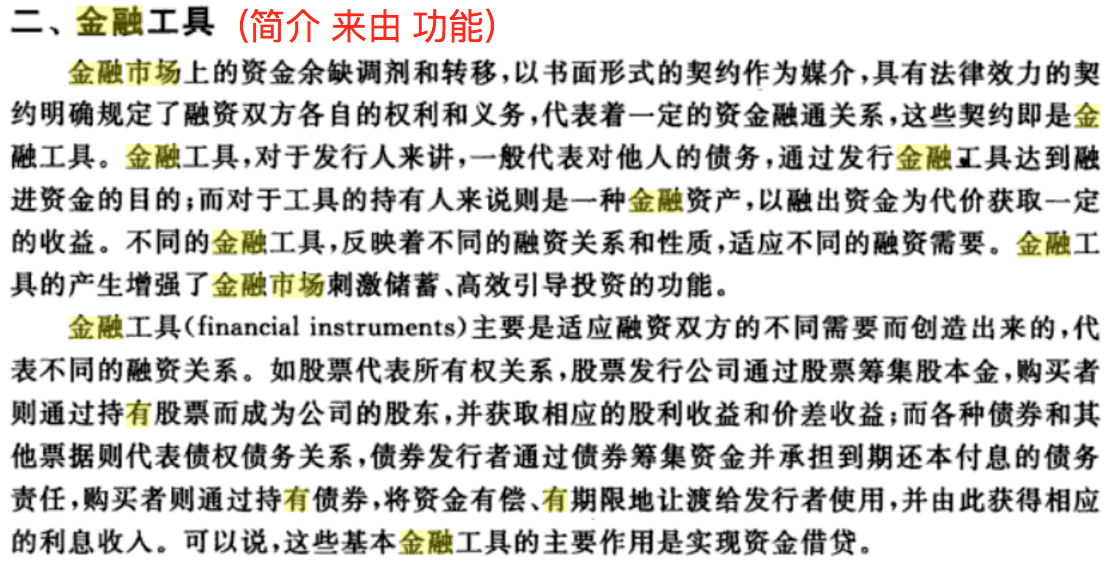 二、金融工具 (简介 来由 功能)
金融市场上的资金余缺调剂和转移,以书面形式的契约作为媒介,具有法律效力的契
约明确规定了融资双方各自的权利和义务,代表着一定的资金融通关系,这些契约即是金
融工具。金融工具,对于发行人来讲,一般代表对他人的债务,通过发行金融工具达到融
进资金的目的;而对于工具的持有人来说则是一种金融资产,以融出资金为代价获取一定
的收益。不同的金融工具,反映着不同的融资关系和性质,适应不同的融资需要。金融工
具的产生增强了金融市场刺激储蓄、高效引导投资的功能。
金融工具(financial instruments)主要是适应融资双方的不同需要而创造出来的,代
表不同的融资关系。如股票代表所有权关系,股票发行公司通过股票筹集股本金,购买者
则通过持有股票而成为公司的股东,并获取相应的股利收益和价差收益;而各种债券和其
他票据则代表债权债务关系,债券发行者通过债券筹集资金并承担到期还本付息的债务
责任,购买者则通过持有债券,将资金有偿、有期限地让渡给发行者使用,并由此获得相应
的利息收入。可以说,这些基本金融工具的主要作用是实现资金借贷。